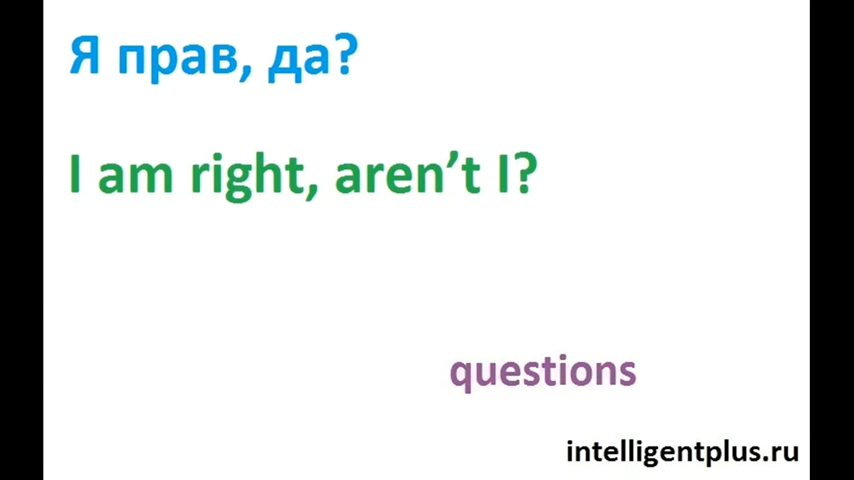 Я прав, да?
I am right, aren’t I?
questions
intelligentplus.ru